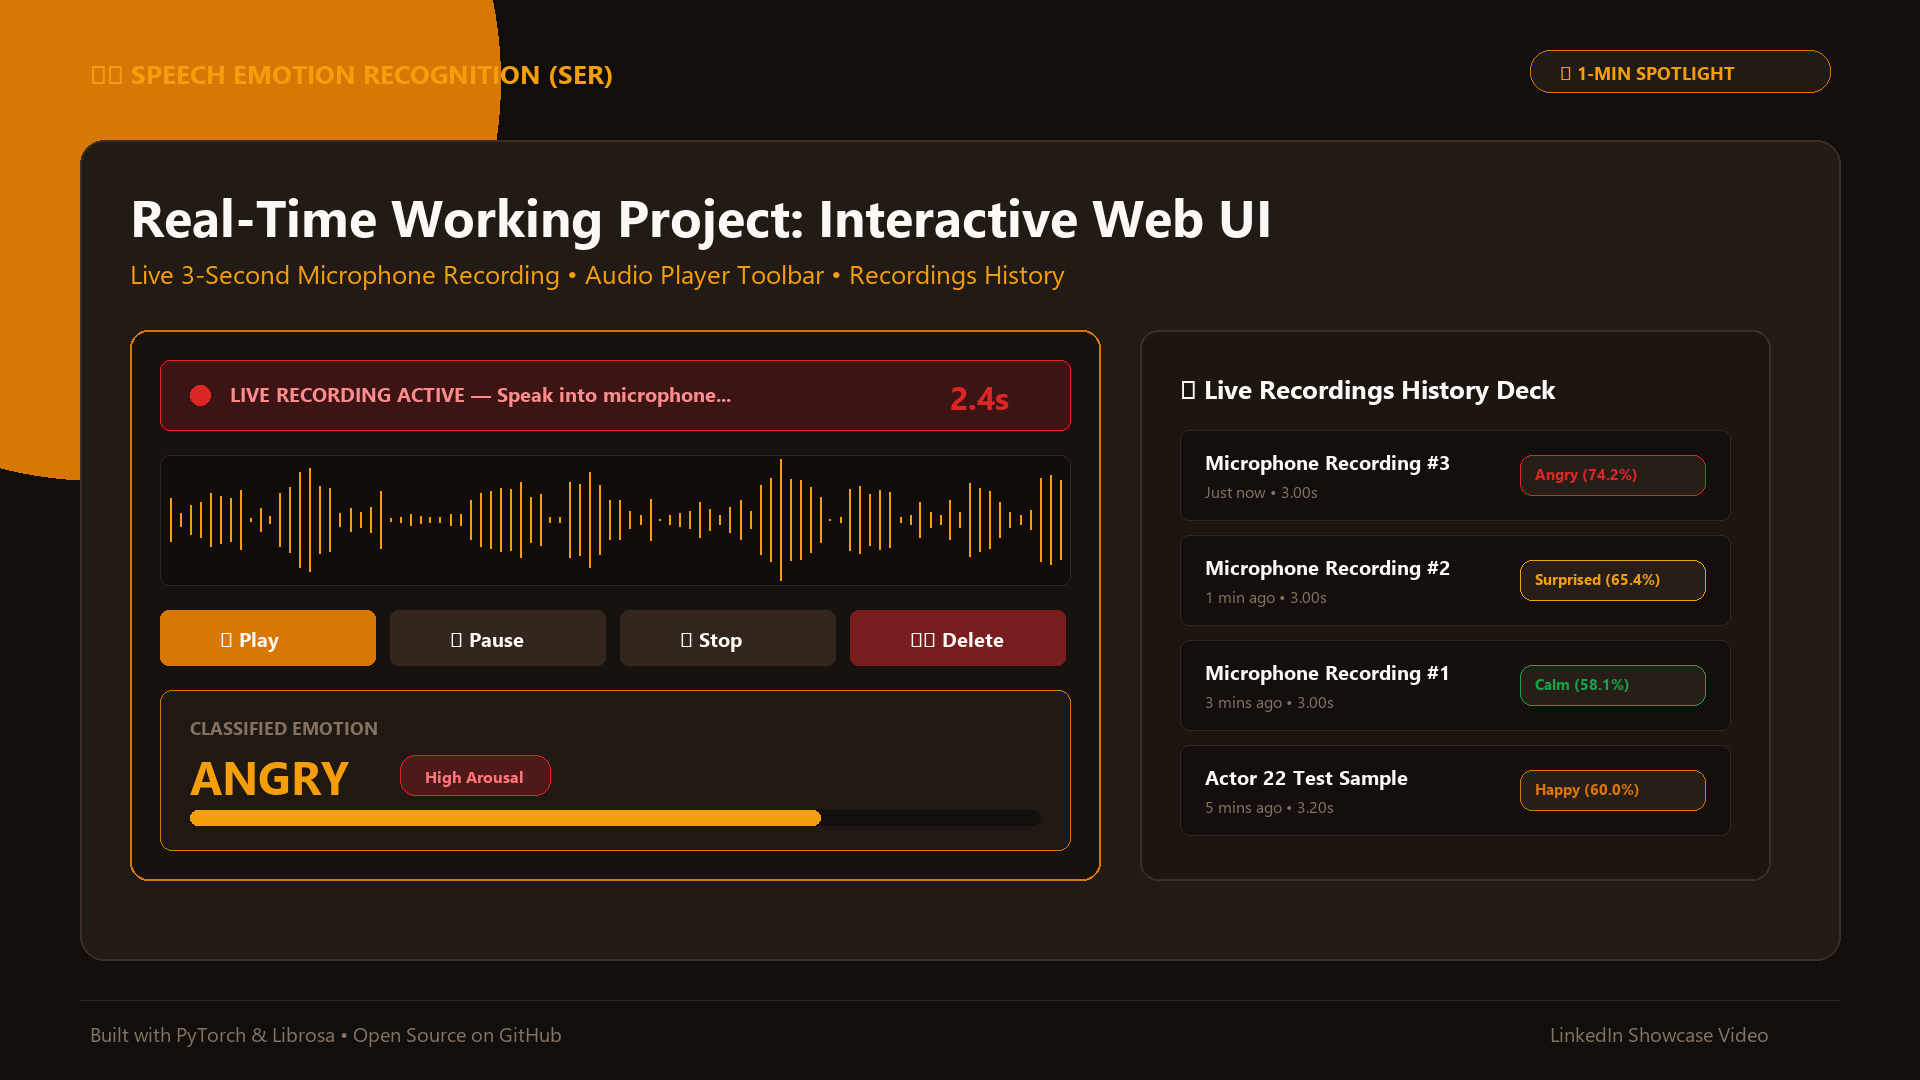 SPEECH EMOTION RECOGNITION (SER)
1-MIN SPOTLIGHT
Real-Time Working Project: Interactive Web UI
Live 3-Second Microphone Recording • Audio Player Toolbar • Recordings History
LIVE RECORDING ACTIVE — Speak into microphone...
2.4s
Play
Pause
Stop
Delete
CLASSIFIED EMOTION
ANGRY
High Arousal
Live Recordings History Deck
Microphone Recording #3
Just now • 3.00s
Angry (74.2%)
Microphone Recording #2
1 min ago • 3.00s
Surprised (65.4%)
Microphone Recording #1
3 mins ago • 3.00s
Calm (58.1%)
Actor 22 Test Sample
5 mins ago • 3.20s
Happy (60.0%)
Built with PyTorch & Librosa • Open Source on GitHub
LinkedIn Showcase Video